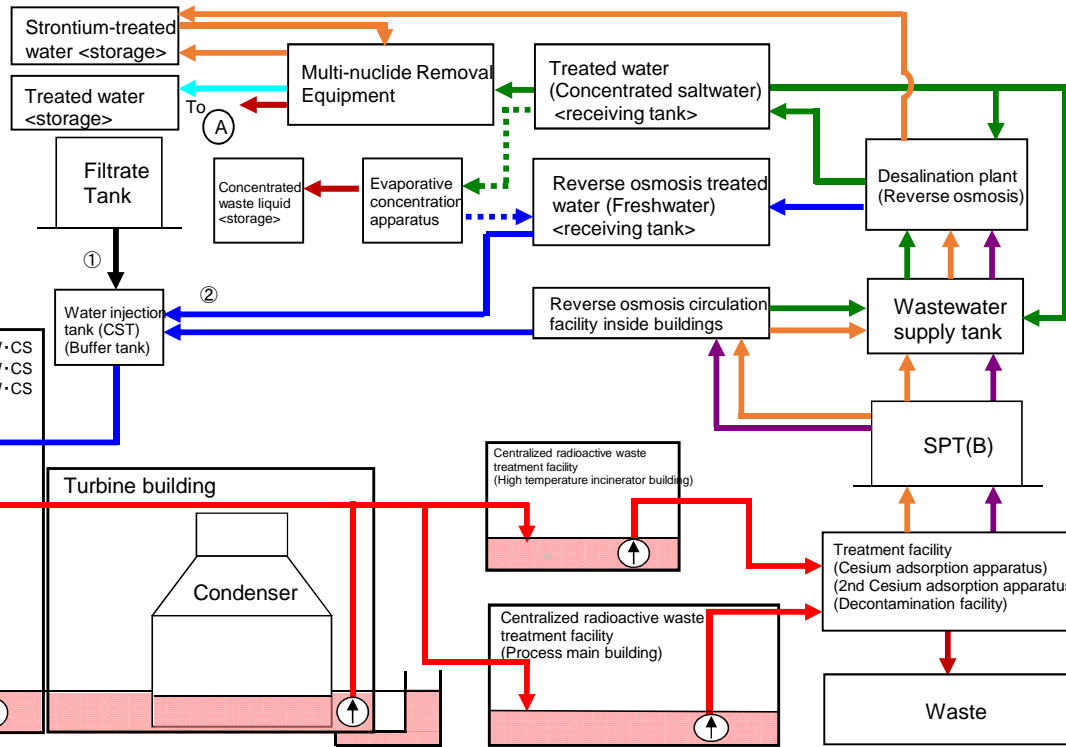 Strontium-treated
water <storage>
Treated water
<storage>
To
A
Multi-nuclide Removal
Equipment
Treated water
(Concentrated saltwater)
<receiving tank>
Filtrate
Tank
Concentrated
waste liquid
<storage>
Evaporative
concentration
apparatus
Reverse osmosis treated
water (Freshwater)
<receiving tank>
Desalination plant
(Reverse osmosis)
①
②
Water injection
tank (CST)
(Buffer tank)
Reverse osmosis circulation
facility inside buildings
Wastewater
supply tank
・CS
・CS
・CS
SPT(B)
Turbine building
Condenser
Centralized radioactive waste
treatment facility
(High temperature incinerator building)
Centralized radioactive waste
treatment facility
(Process main building)
Treatment facility
(Cesium adsorption apparatus)
(2nd Cesium adsorption apparatus
(Decontamination facility)
Waste